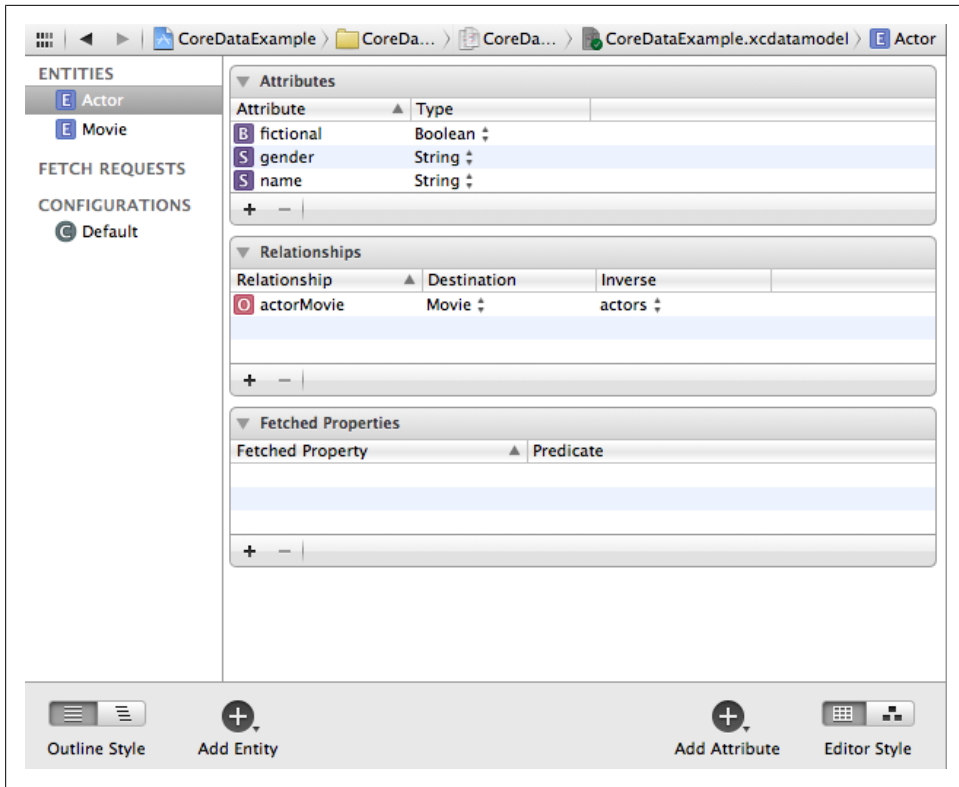 CoreDataExample 〉 CoreDa... 〉 CoreDa... 〉 CoreDataExample.xcdatamodel 〉 E Actor
ENTITIES
E Actor
E Movie
FETCH REQUESTS
CONFIGURATIONS
C Default
Attributes
Attribute Type
B fictional Boolean
S gender String
S name String
+ −
Relationships
Relationship Destination Inverse
O actorMovie Movie actors
+ −
Fetched Properties
Fetched Property Predicate
+ −
Outline Style Add Entity Add Attribute Editor Style